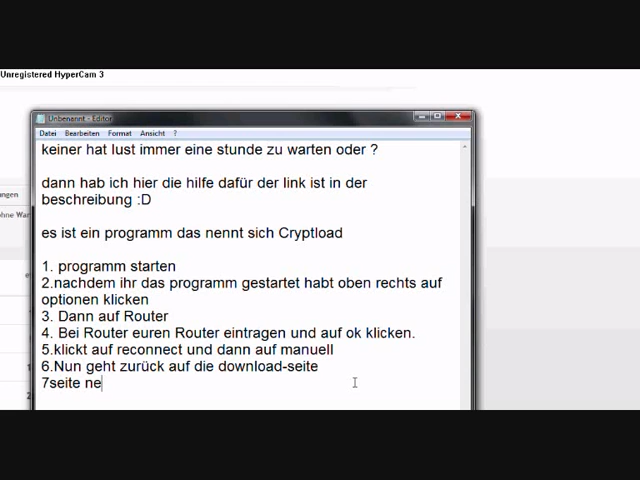 Unregistered HyperCam 3
Unbenannt - Editor
Datei Bearbeiten Format Ansicht ?
keiner hat lust immer eine stunde zu warten oder ?
dann hab ich hier die hilfe dafür der link ist in der
beschreibung :D
es ist ein programm das nennt sich Cryptload
1. programm starten
2.nachdem ihr das programm gestartet habt oben rechts auf
optionen klicken
3. Dann auf Router
4. Bei Router euren Router eintragen und auf ok klicken.
5.klickt auf reconnect und dann auf manuell
6.Nun geht zurück auf die download-seite
7seite ne